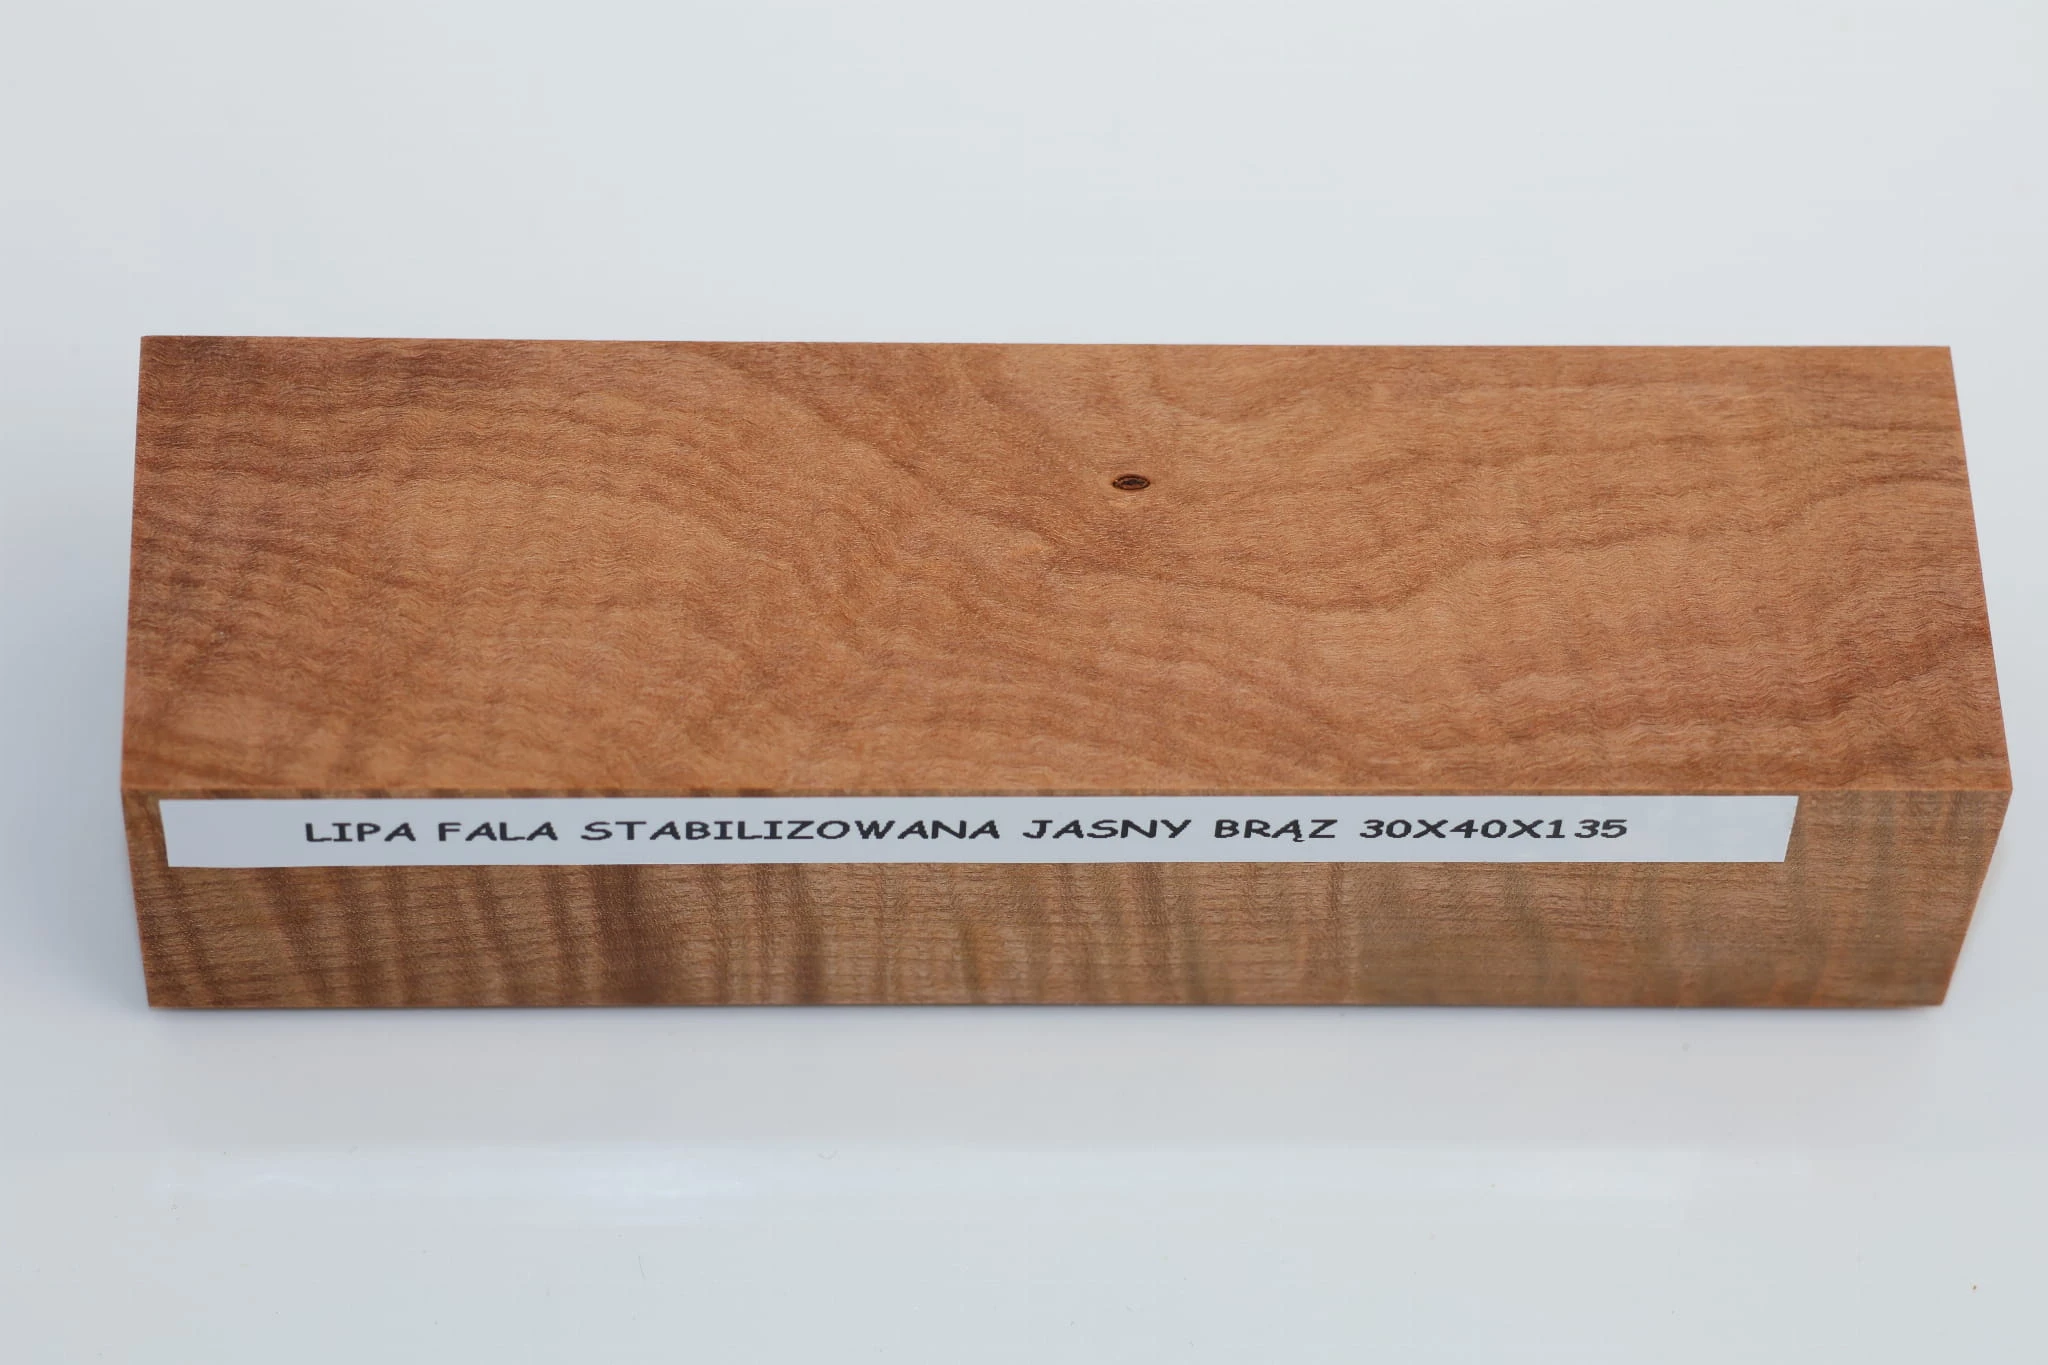 LIPA FALA STABILIZOWANA JASNY BRĄZ 30X40X135